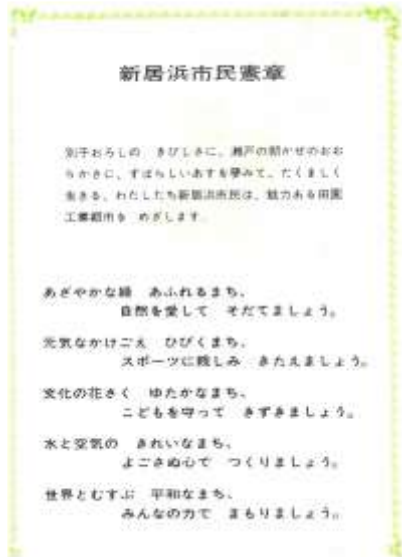 新居浜市民憲章
別子おろしの　きびしさに、瀬戸の朝かぜのおお
らかさに、すばらしいあすを夢みて、たくましく
生きる、わたしたち新居浜市民は、魅力ある田園
工業都市を　めざします
あざやかな緑　あふれるまち、
自然を愛して　そだてましょう。
元気なかけごえ　ひびくまち、
スポーツに親しみ　きたえましょう。
文化の花さく　ゆたかなまち、
こどもを守って　きずきましょう。
水と空気の　きれいなまち、
よごさぬ心で　つくりましょう。
世界とむすぶ　平和なまち、
みんなの力で　まもりましょう。